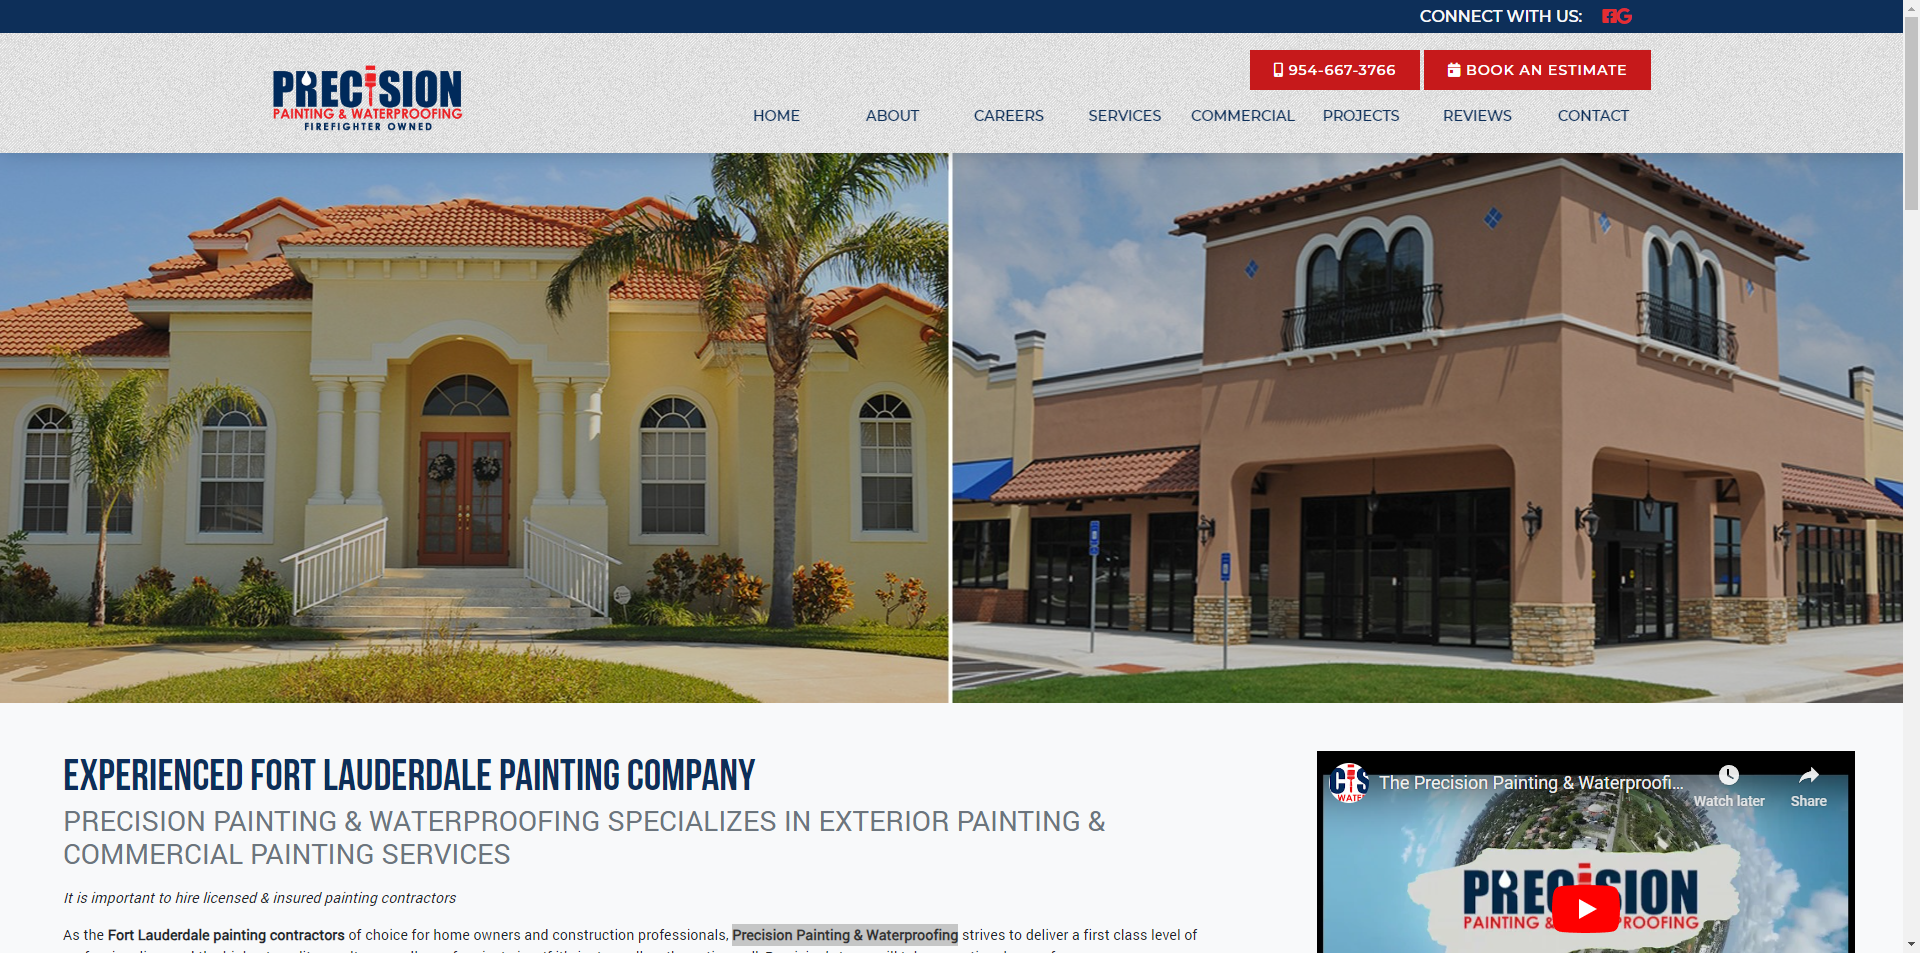 CONNECT WITH US:
954-667-3766
BOOK AN ESTIMATE
PRECISION
PAINTING & WATERPROOFING
FIREFIGHTER OWNED
HOME
ABOUT
CAREERS
SERVICES
COMMERCIAL
PROJECTS
REVIEWS
CONTACT
EXPERIENCED FORT LAUDERDALE PAINTING COMPANY
PRECISION PAINTING & WATERPROOFING SPECIALIZES IN EXTERIOR PAINTING &
COMMERCIAL PAINTING SERVICES
It is important to hire licensed & insured painting contractors
As the Fort Lauderdale painting contractors of choice for home owners and construction professionals, Precision Painting & Waterproofing strives to deliver a first class level of
The Precision Painting & Waterproofi...
Watch later
Share
PRECISION
PAINTING & WATERPROOFING